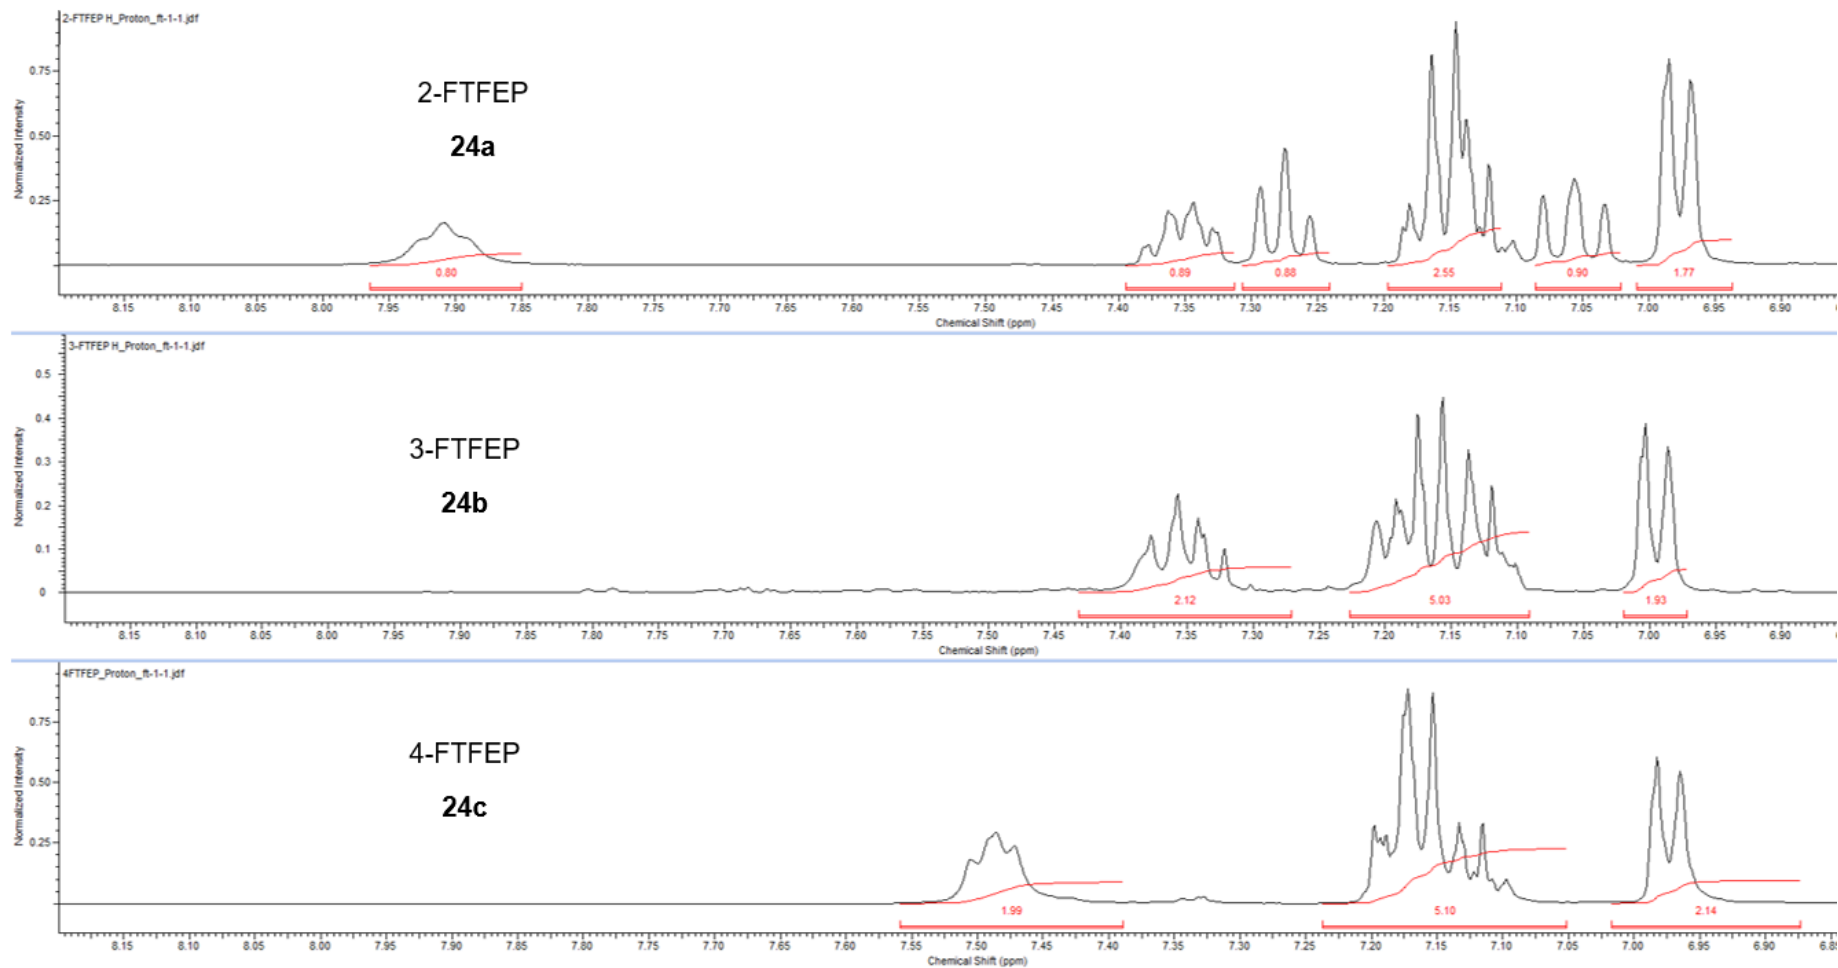 2-FTFEP H_Proton_ft-1-1.jdf
2-FTFEP
24a
Normalized Intensity
0.75
0.50
0.25
0.80
0.89
0.88
2.55
0.90
1.77
8.15 8.10 8.05 8.00 7.95 7.90 7.85 7.80 7.75 7.70 7.65 7.60 7.55 7.50 7.45 7.40 7.35 7.30 7.25 7.20 7.15 7.10 7.05 7.00 6.95 6.90
Chemical Shift (ppm)
3-FTFEP H_Proton_ft-1-1.jdf
3-FTFEP
24b
Normalized Intensity
0.5
0.4
0.3
0.2
0.1
0
2.12
5.03
1.93
8.15 8.10 8.05 8.00 7.95 7.90 7.85 7.80 7.75 7.70 7.65 7.60 7.55 7.50 7.45 7.40 7.35 7.30 7.25 7.20 7.15 7.10 7.05 7.00 6.95 6.90
Chemical Shift (ppm)
4FTFEP_Proton_ft-1-1.jdf
4-FTFEP
24c
Normalized Intensity
0.75
0.50
0.25
1.99
5.10
2.14
8.15 8.10 8.05 8.00 7.95 7.90 7.85 7.80 7.75 7.70 7.65 7.60 7.55 7.50 7.45 7.40 7.35 7.30 7.25 7.20 7.15 7.10 7.05 7.00 6.95 6.90
Chemical Shift (ppm)